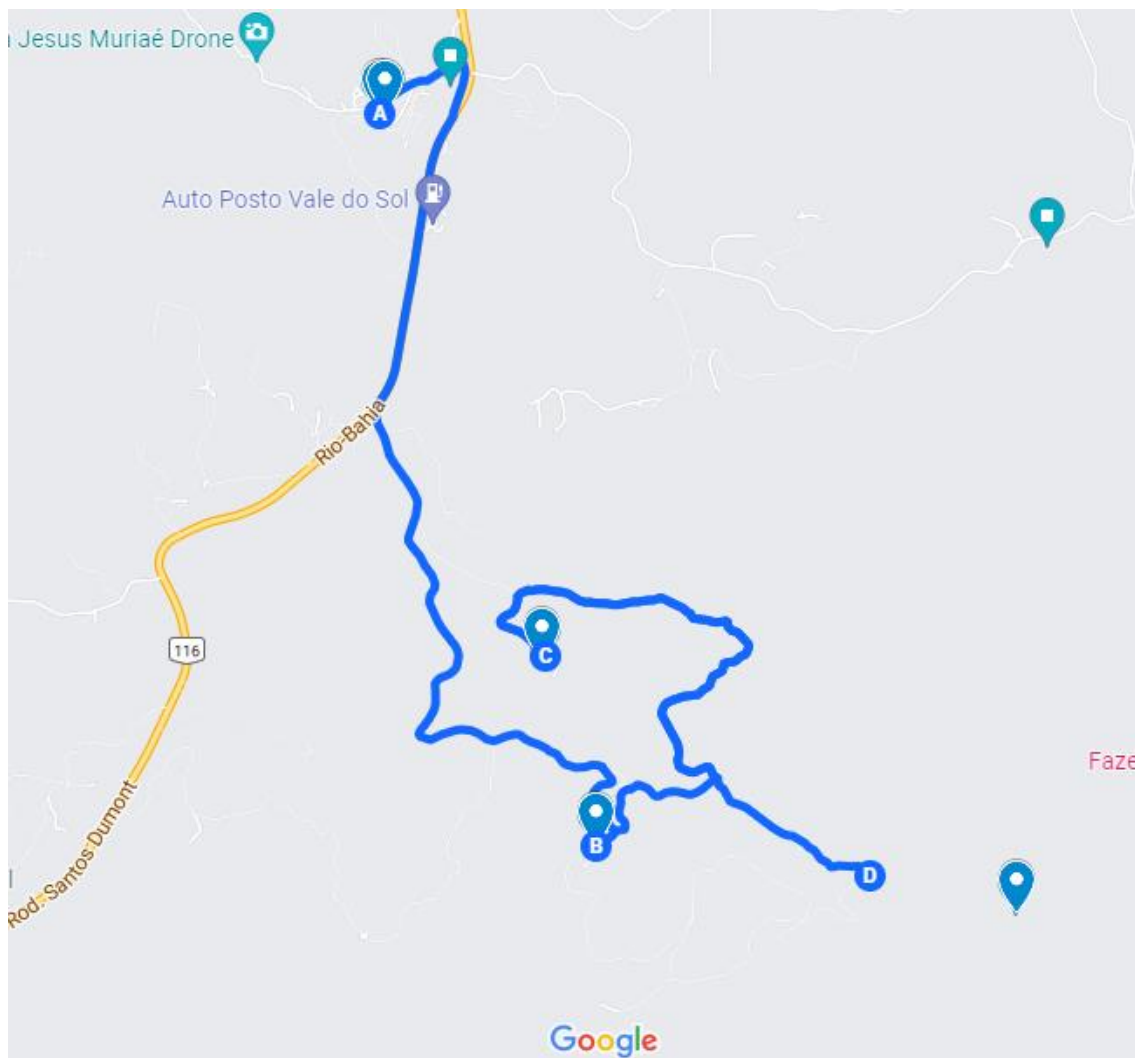 a Jesus Muriaé Drone
A
Auto Posto Vale do Sol
Rio-Bahia
116
C
Faze
B
D
l
Rod. Santos Dumont
Google